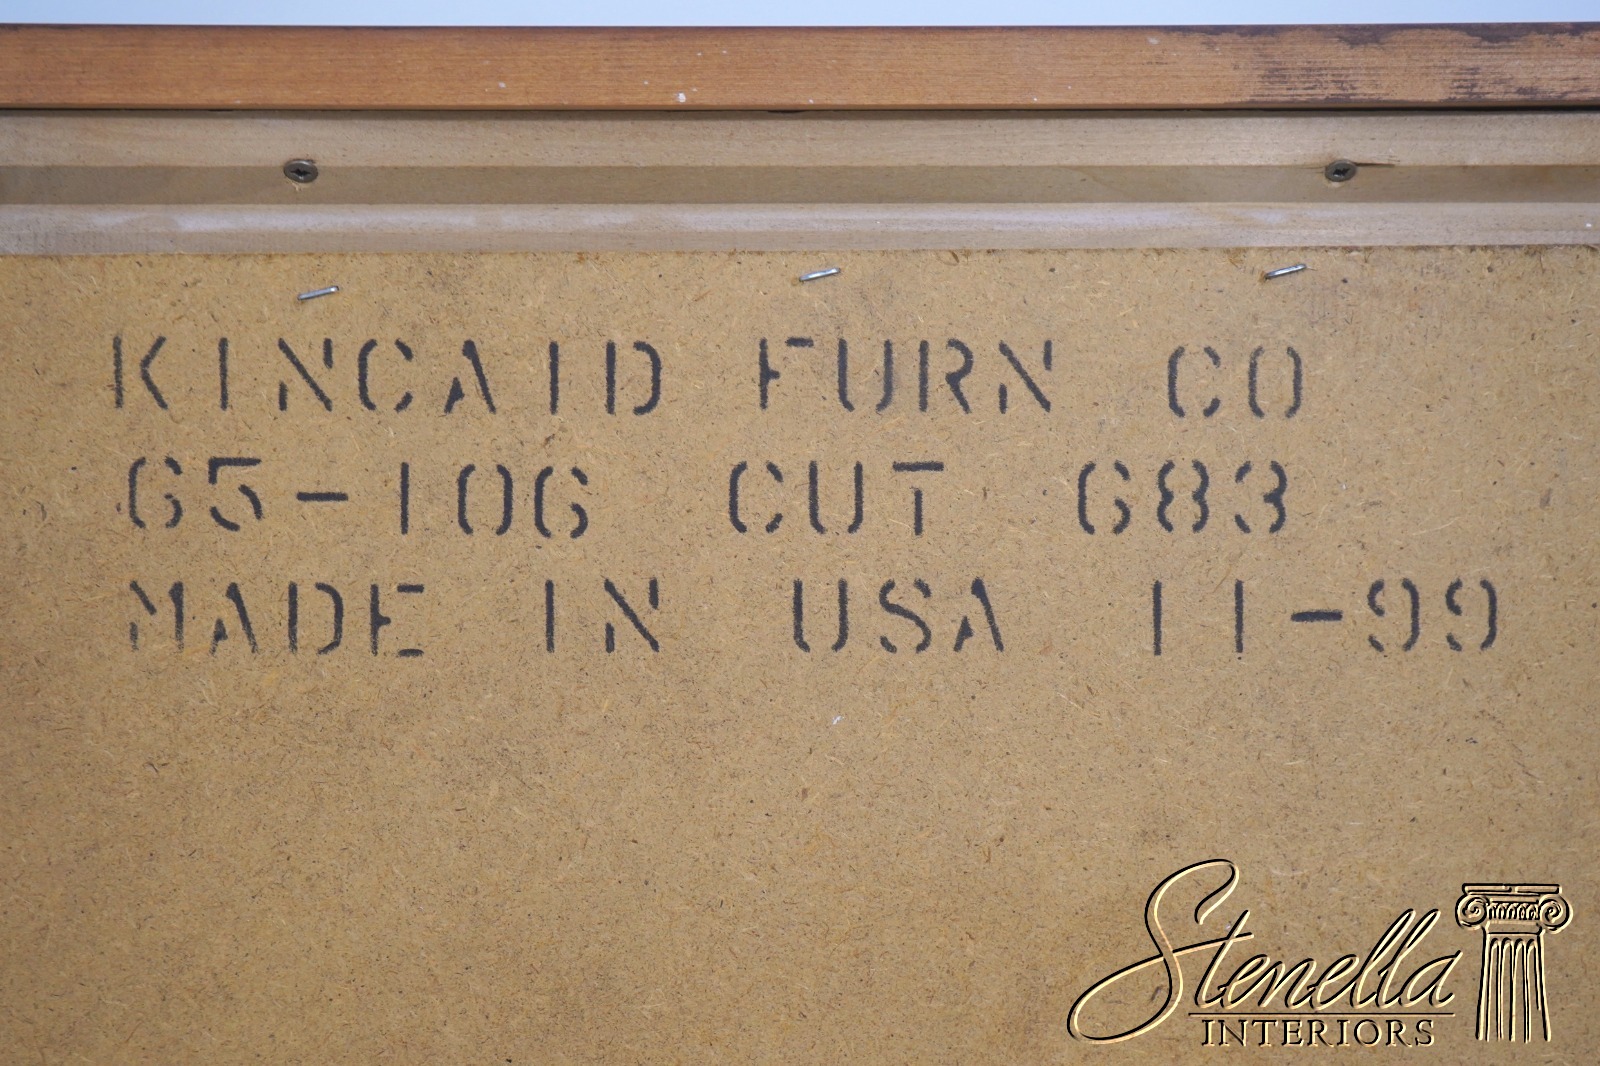 KINCAID FURN CO
65-106 CUT 683
MADE IN USA 11-99
Stenella
INTERIORS